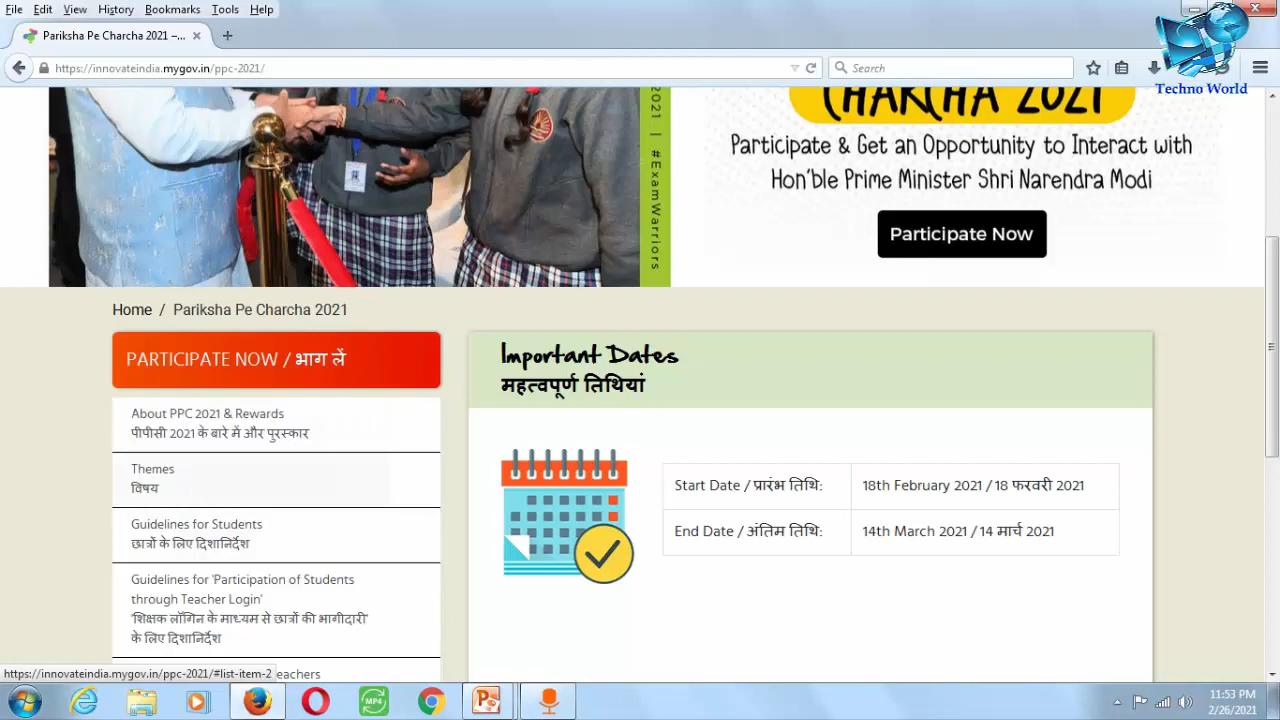 File Edit View History Bookmarks Tools Help
Pariksha Pe Charcha 2021 –...
https://innovateindia.mygov.in/ppc-2021/
Search
Techno World
CHARCHA 2021
2021 | #ExamWarriors
Participate & Get an Opportunity to Interact with
Hon'ble Prime Minister Shri Narendra Modi
Participate Now
Home / Pariksha Pe Charcha 2021
PARTICIPATE NOW / भाग लें
About PPC 2021 & Rewards
पीपीसी 2021 के बारे में और पुरस्कार
Themes
विषय
Guidelines for Students
छात्रों के लिए दिशानिर्देश
Guidelines for 'Participation of Students
through Teacher Login'
'शिक्षक लॉगिन के माध्यम से छात्रों की भागीदारी'
के लिए दिशानिर्देश
eachers
Important Dates
महत्वपूर्ण तिथियां
Start Date / प्रारंभ तिथि: 18th February 2021 / 18 फरवरी 2021
End Date / अंतिम तिथि: 14th March 2021 / 14 मार्च 2021
https://innovateindia.mygov.in/ppc-2021/#list-item-2
MP4
11:53 PM
2/26/2021